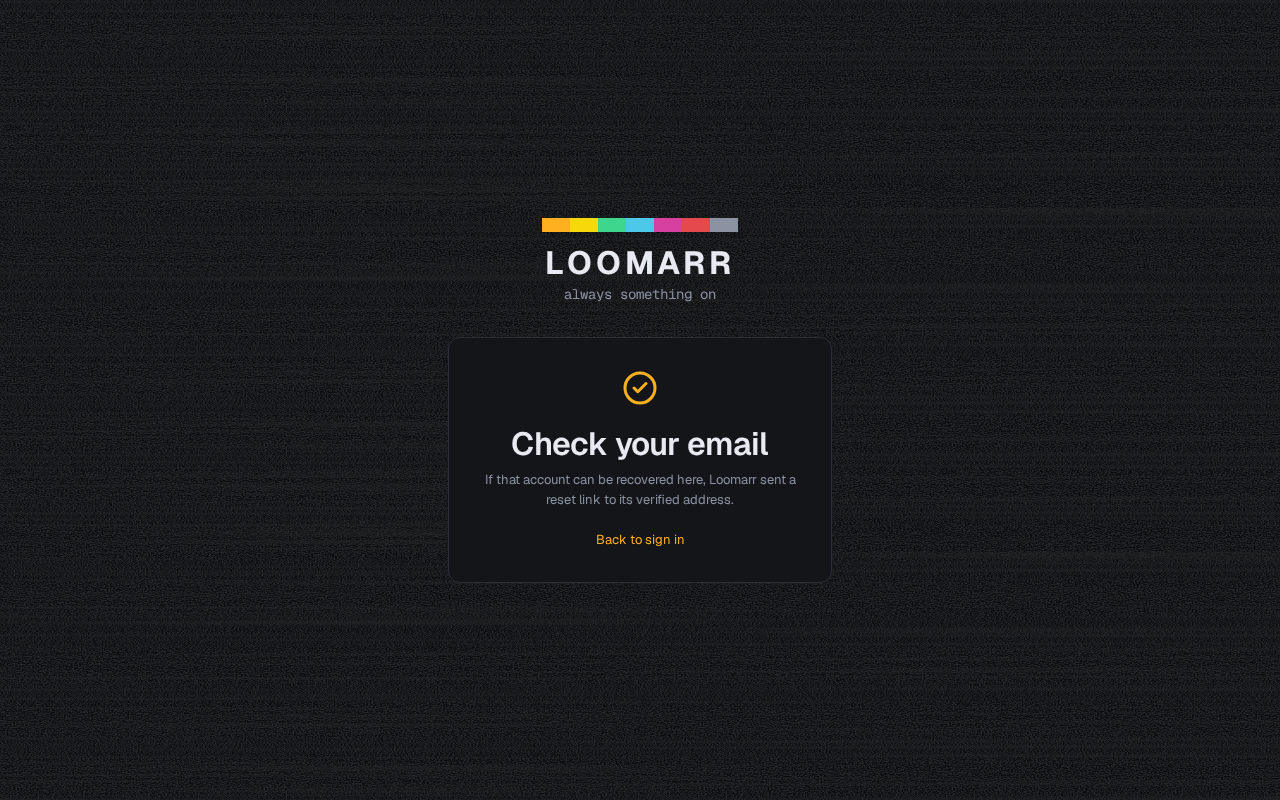 LOOMARR
always something on
Check your email
If that account can be recovered here, Loomarr sent a
reset link to its verified address.
Back to sign in